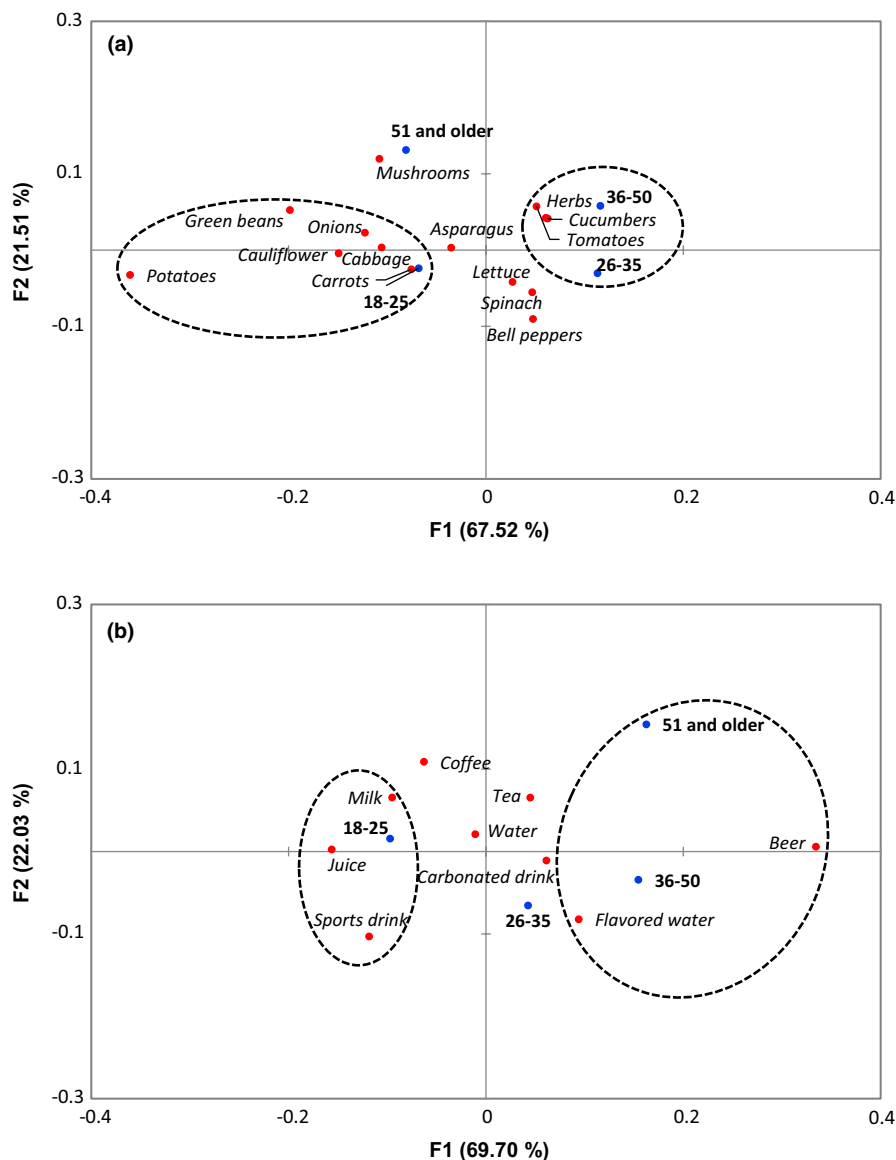 0.3
(a)
51 and older
0.1
Mushrooms
Herbs 36-50
Green beans
Onions
Asparagus
Cucumbers
Tomatoes
F2 (21.51 %)
Cauliflower
Cabbage
Potatoes
Carrots
Lettuce
26-35
18-25
Spinach
-0.1
Bell peppers
-0.3
-0.4 -0.2 0 0.2 0.4
F1 (67.52 %)
0.3
(b)
51 and older
0.1
Coffee
Milk
Tea
18-25
Water
F2 (22.03 %)
Juice
Beer
Carbonated drink
36-50
Sports drink
26-35
Flavored water
-0.1
-0.3
-0.4 -0.2 0 0.2 0.4
F1 (69.70 %)